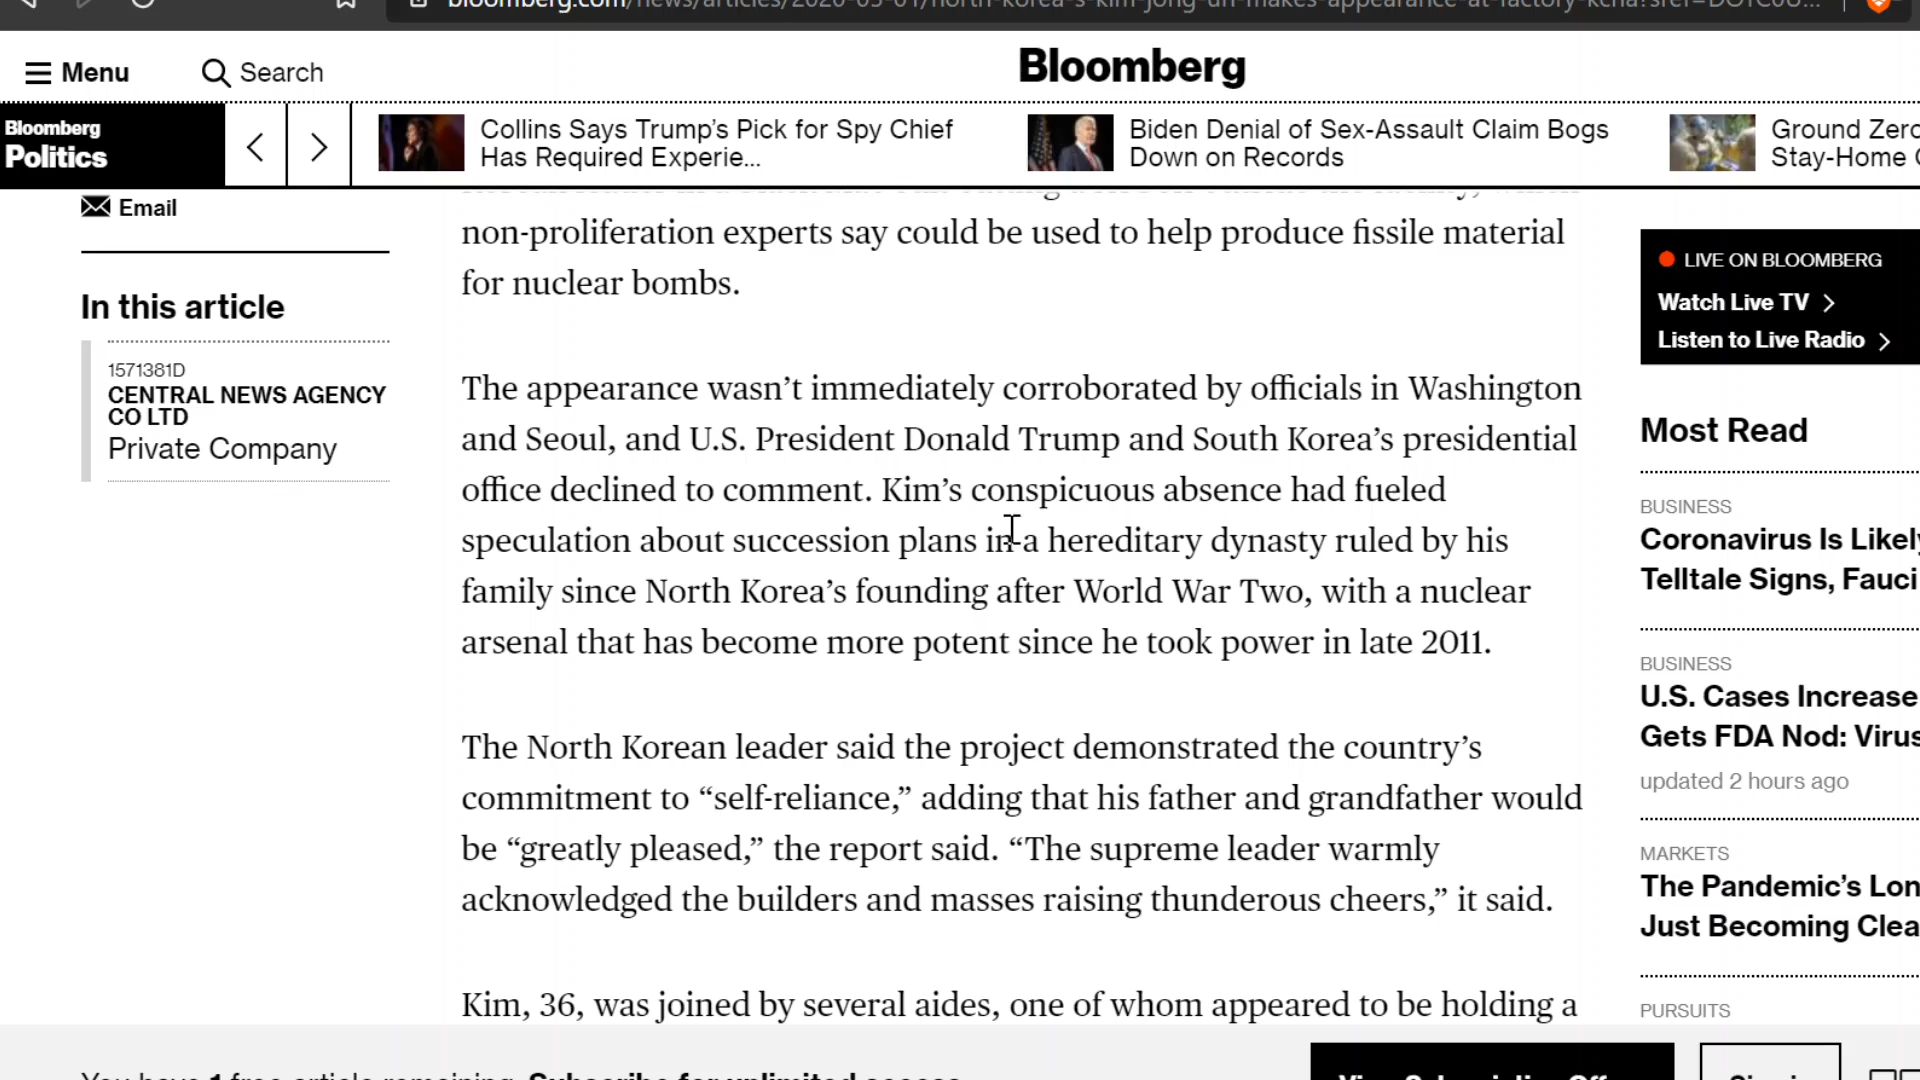 bloomberg.com/news/articles/2020-05-01/north-korea-s-kim-jong-un-makes-appearance-at-factory-kcna?sref=
Menu
Search
Bloomberg
Bloomberg
Politics
Collins Says Trump’s Pick for Spy Chief
Has Required Experie...
Biden Denial of Sex-Assault Claim Bogs
Down on Records
Ground Zero
Stay-Home
Email
In this article
1571381D
CENTRAL NEWS AGENCY
CO LTD
Private Company
non-proliferation experts say could be used to help produce fissile material
for nuclear bombs.
The appearance wasn’t immediately corroborated by officials in Washington
and Seoul, and U.S. President Donald Trump and South Korea’s presidential
office declined to comment. Kim’s conspicuous absence had fueled
speculation about succession plans in a hereditary dynasty ruled by his
family since North Korea’s founding after World War Two, with a nuclear
arsenal that has become more potent since he took power in late 2011.
The North Korean leader said the project demonstrated the country’s
commitment to “self-reliance,” adding that his father and grandfather would
be “greatly pleased,” the report said. “The supreme leader warmly
acknowledged the builders and masses raising thunderous cheers,” it said.
Kim, 36, was joined by several aides, one of whom appeared to be holding a
LIVE ON BLOOMBERG
Watch Live TV
Listen to Live Radio
Most Read
BUSINESS
Coronavirus Is Likely
Telltale Signs, Fauci
BUSINESS
U.S. Cases Increase
Gets FDA Nod: Virus
updated 2 hours ago
MARKETS
The Pandemic’s Lon
Just Becoming Clea
PURSUITS
You have 1 free article remaining. Subscribe for unlimited access.